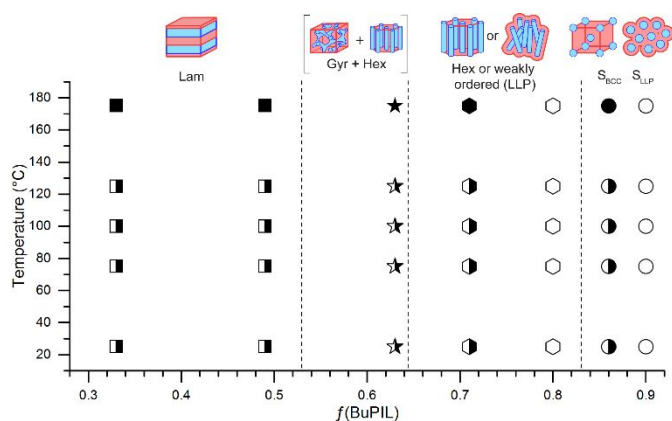 +
or
Lam
Gyr + Hex
Hex or weakly
ordered (LLP)
S_BCC S_LLP
Temperature (°C)
180
160
140
120
100
80
60
40
20
0.3 0.4 0.5 0.6 0.7 0.8 0.9
f(BuPIL)